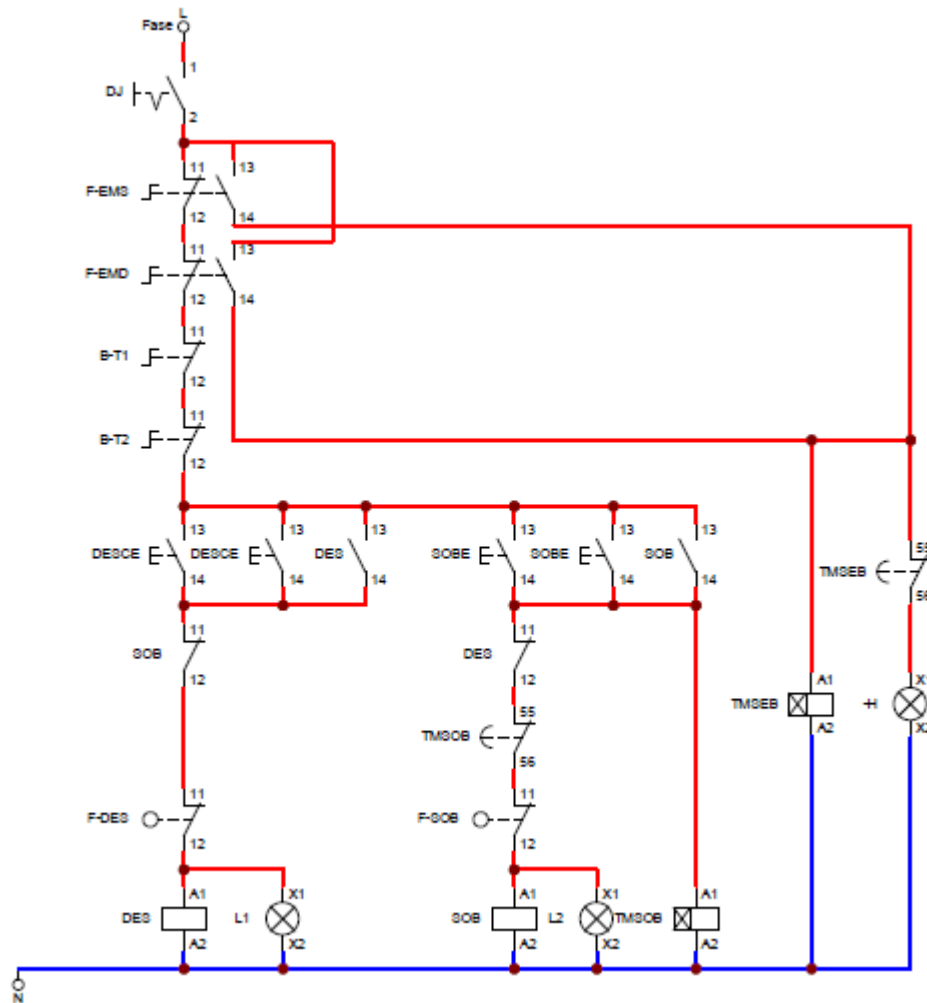 L
Fase
1
DJ
2
11 13
F-EMS
12 14
11 13
F-EMD
12 14
11
B-T1
12
11
B-T2
12
13 13 13 13 13 13
DESCE DESCE DES SOBE SOBE SOB
14 14 14 14 14 14
55
TMSEB
56
11 11
SOB DES
12 12
A1 X1
TMSEB H
A2 X2
55
TMSOB
56
11 11
F-DES F-SOB
12 12
A1 X1 A1 X1 A1
DES L1 SOB L2 TMSOB
A2 X2 A2 X2 A2
N